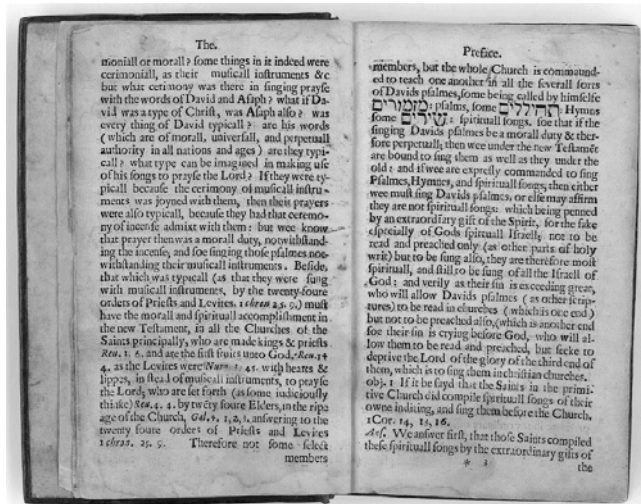 The.
moniall or morall? some things in it indeed were
cerimoniall, as their musicall instruments &c
but what cerimony was there in singing prayse
with the words of David and Asaph? what if Da-
vid was a type of Christ, was Asaph also? was
every thing of David typicall? are his words
(which are of morall, universall, and perpetuall
authority in all nations and ages) are they typi-
call? what type can be imagined in making use
of his songs to prayse the Lord? If they were ty-
picall because the cerimony of musicall instru-
ments was joyned with them, then their prayers
were also typicall, because they had that ceremo-
ny of incense admixt with them: but wee know
that prayer then was a morall duty, notwithstand-
ing the incense; and soe singing those psalmes not-
withstanding their musicall instruments. Beside,
that which was typicall (as that they were sung
with musicall instruments, by the twenty-foure
orders of Priests and Levites. 1chron 25. 9.) must
have the morall and spirituall accomplishment in
the new Testament, in all the Churches of the
Saints principally, who are made kings & priests
Reu. 1. 6. and are the first fruits unto God. Reu. 14
4. as the Levites were Num. 3. 45. with hearts &
lippes, in stead of musicall instruments, to prayse
the Lord; who are set forth (as some iudiciously
thinke) Reu. 4. 4. by twēty foure Elders, in the ripe
age of the Church, Gal. 4. 1,2,3. answering to the
twenty foure orders of Priests and Levites
1chron. 25. 9. Therefore not some select
members
Preface.
members, but the whole Church is commaund-
ed to teach one another in all the severall sorts
of Davids psalmes, some being called by himselfe
מזמורים: psalms, some תהילים: Hymns
some שירים: spirituall songs. soe that if the
singing Davids psalmes be a morall duty & ther-
fore perpetuall; then wee under the new Testamēt
are bound to sing them as well as they under the
old: and if wee are expresly commanded to sing
Psalmes, Hymnes, and spirituall songs, then either
wee must sing Davids psalmes, or else may affirm
they are not spirituall songs: which being penned
by an extraordiary gift of the Spirit, for the sake
especially of Gods spirituall Israell; not to be
read and preached only (as other parts of holy
writ) but to be sung also, they are therefore most
spirituall, and still to be sung of all the Israell of
God: and verily as their sin is exceeding great,
who will allow Davids psalmes (as other scrip-
tures) to be read in churches (which is one end)
but not to be preached also, (which is another end
soe their sin is crying before God, who will al-
low them to be read and preached, but seeke to
deprive the Lord of the glory of the third end of
them, which is to sing them in christian churches.
obj. 1 If it be sayd that the Saints in the primi-
tive Church did compile spirituall songs of their
owne inditing, and sing them before the Church.
1Cor. 14, 15, 16.
Ans. We answer first, that those Saints compiled
these spirituall songs by the extraordinary gifts of
* 3
the